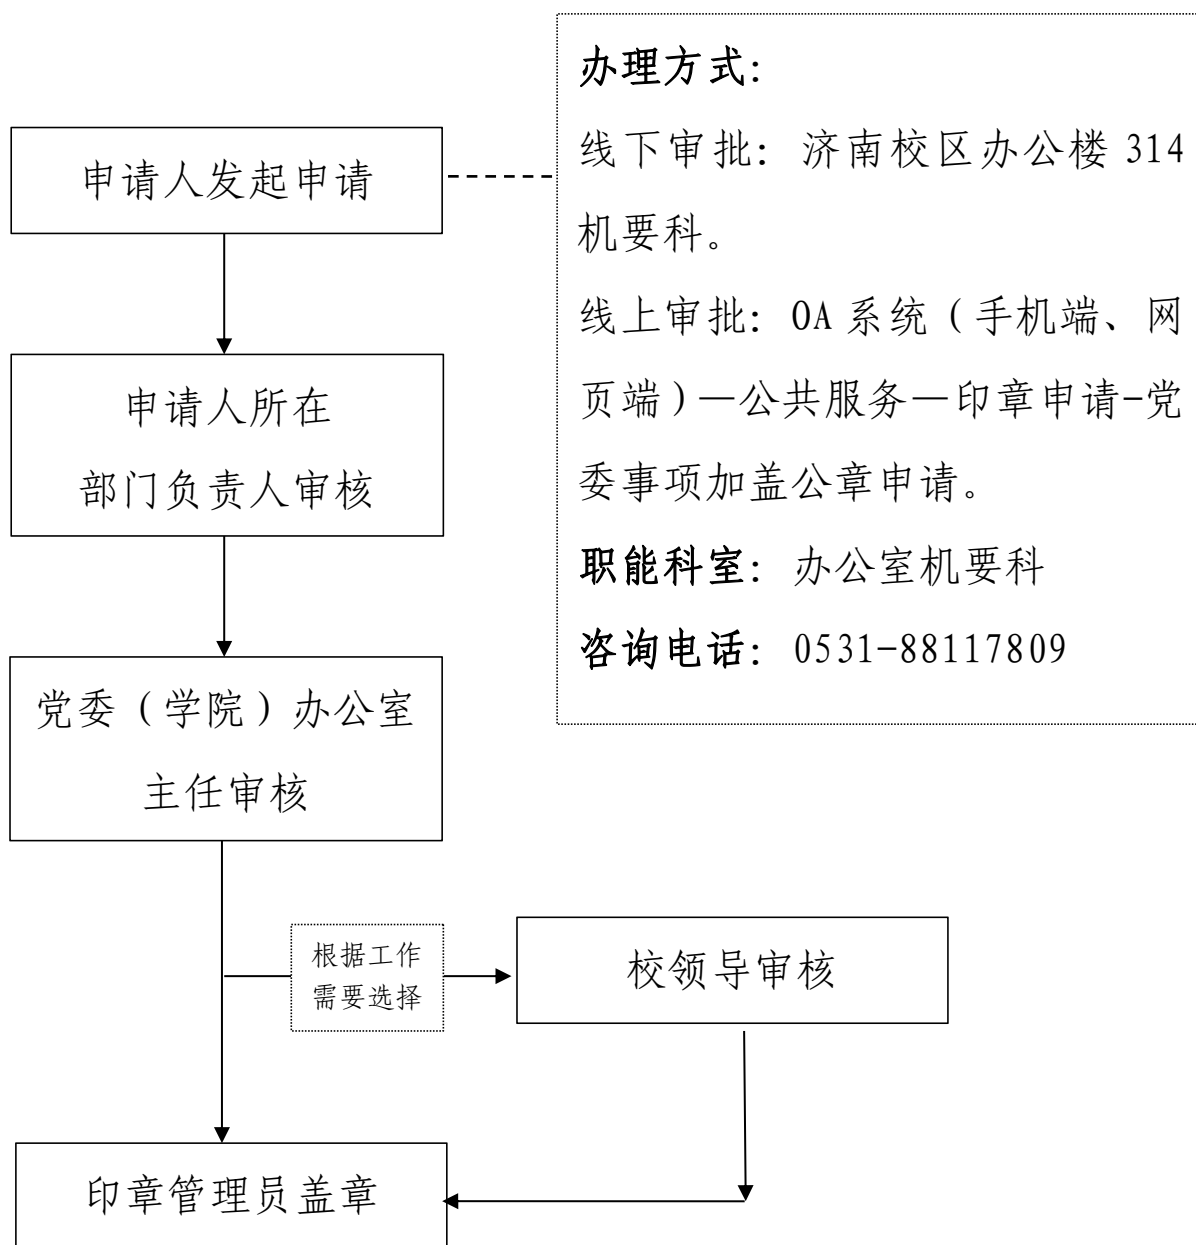 办理方式：
线下审批：济南校区办公楼 314
机要科。
线上审批：OA 系统（手机端、网
页端）—公共服务—印章申请-党
委事项加盖公章申请。
职能科室：办公室机要科
咨询电话：0531-88117809
申请人发起申请
申请人所在
部门负责人审核
党委（学院）办公室
主任审核
根据工作
需要选择
校领导审核
印章管理员盖章